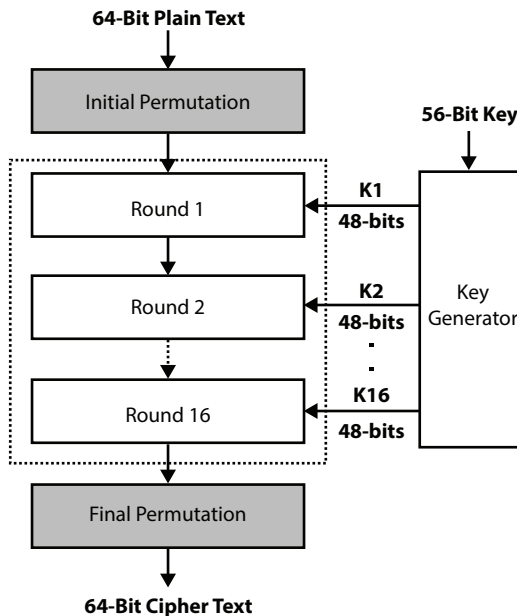 64-Bit Plain Text
Initial Permutation
56-Bit Key
Round 1
K1
48-bits
Round 2
K2
48-bits
Key
Generator
Round 16
K16
48-bits
Final Permutation
64-Bit Cipher Text